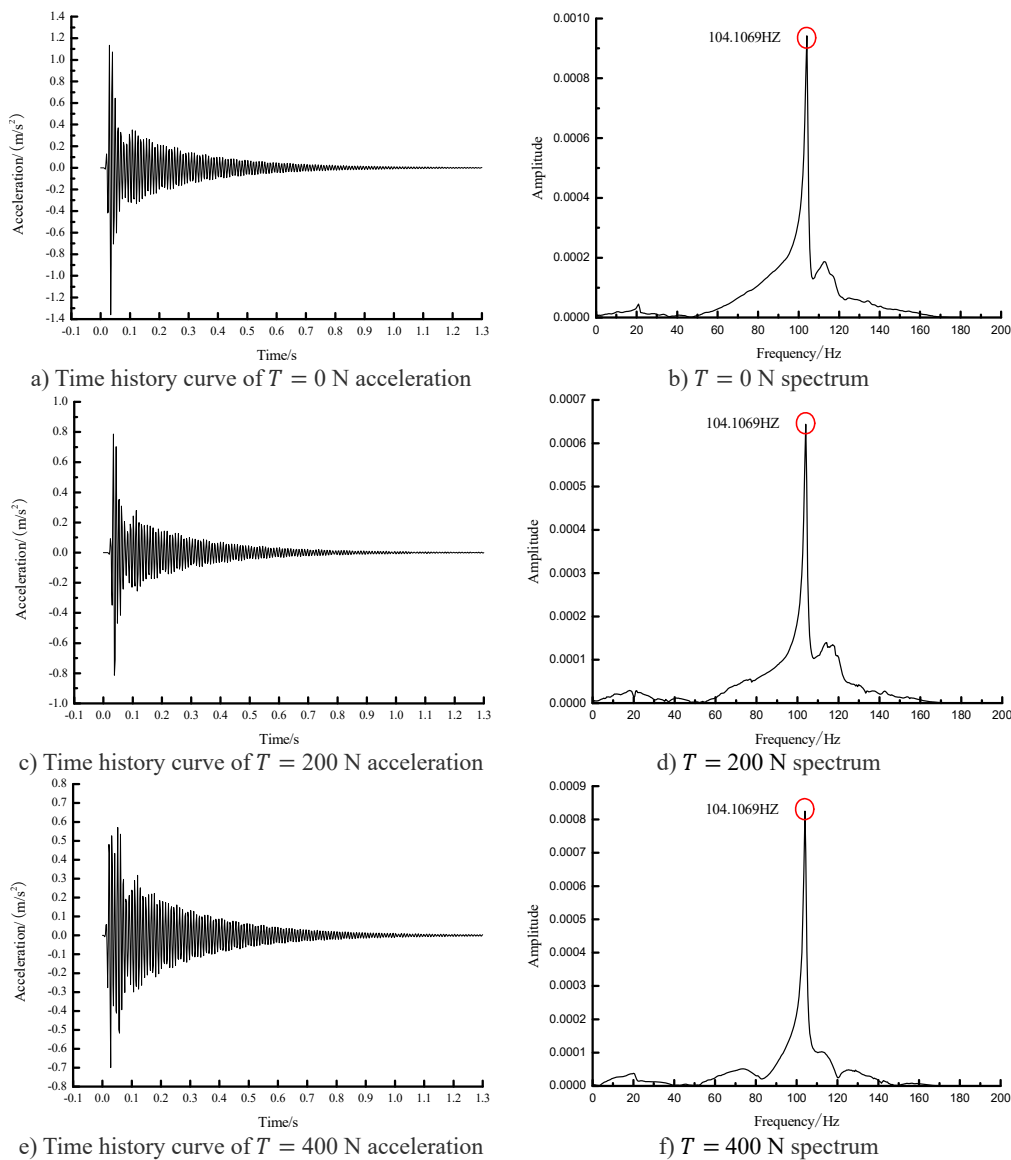 1.4
1.2
1.0
0.8
0.6
0.4
0.2
0.0
-0.2
-0.4
-0.6
-0.8
-1.0
-1.2
-1.4
Acceleration/ (m/s²)
-0.1 0.0 0.1 0.2 0.3 0.4 0.5 0.6 0.7 0.8 0.9 1.0 1.1 1.2 1.3
Time/s
a) Time history curve of T = 0 N acceleration
0.0010
0.0008
0.0006
0.0004
0.0002
0.0000
Amplitude
104.1069HZ
0 20 40 60 80 100 120 140 160 180 200
Frequency/Hz
b) T = 0 N spectrum
1.0
0.8
0.6
0.4
0.2
0.0
-0.2
-0.4
-0.6
-0.8
-1.0
Acceleration/ (m/s²)
-0.1 0.0 0.1 0.2 0.3 0.4 0.5 0.6 0.7 0.8 0.9 1.0 1.1 1.2 1.3
Time/s
c) Time history curve of T = 200 N acceleration
0.0007
0.0006
0.0005
0.0004
0.0003
0.0002
0.0001
0.0000
Amplitude
104.1069HZ
0 20 40 60 80 100 120 140 160 180 200
Frequency/Hz
d) T = 200 N spectrum
0.8
0.7
0.6
0.5
0.4
0.3
0.2
0.1
0.0
-0.1
-0.2
-0.3
-0.4
-0.5
-0.6
-0.7
-0.8
Acceleration/ (m/s²)
-0.1 0.0 0.1 0.2 0.3 0.4 0.5 0.6 0.7 0.8 0.9 1.0 1.1 1.2 1.3
Time/s
e) Time history curve of T = 400 N acceleration
0.0009
0.0008
0.0007
0.0006
0.0005
0.0004
0.0003
0.0002
0.0001
0.0000
Amplitude
104.1069HZ
0 20 40 60 80 100 120 140 160 180 200
Frequency/Hz
f) T = 400 N spectrum